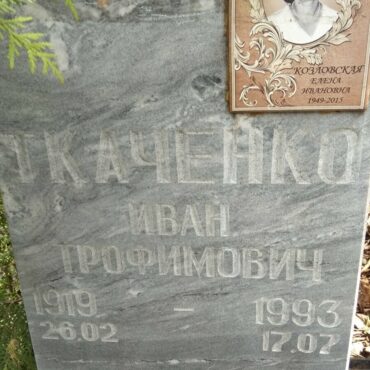 КОЗЛОВСКАЯ
ЕЛЕНА
ИВАНОВНА
1949-2015
ТКАЧЕНКО
ИВАН
ТРОФИМОВИЧ
1919 – 1993
26.02 17.07